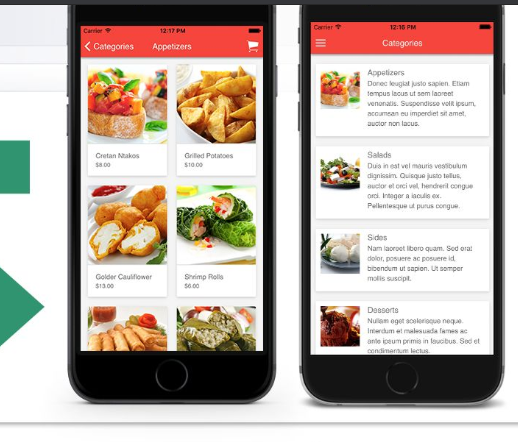 Carrier 12:17 PM
Categories Appetizers
Cretan Ntakos
$8.00
Grilled Potatoes
$10.00
Golder Cauliflower
$13.00
Shrimp Rolls
$6.00
Carrier 12:16 PM
Categories
Appetizers
Donec feugiat justo sapien. Etiam
tempus lacus ut sem laoreet
venenatis. Suspendisse velit ipsum,
accumsan eu imperdiet sit amet,
auctor non lacus.
Salads
Duis in est vel mauris vestibulum
dignissim. Quisque justo tellus,
auctor et orci vel, hendrerit congue
orci. Integer a iaculis ex.
Pellentesque ut purus congue.
Sides
Nam laoreet libero quam. Sed erat
dolor, posuere ac posuere id,
bibendum ut sapien. Ut semper
mollis suscipit.
Desserts
Nullam eget scelerisque neque.
Interdum et malesuada fames ac
ante ipsum primis in faucibus. Sed et
condimentum lectus.